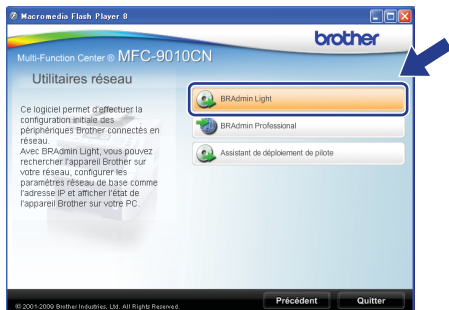 Macromedia Flash Player 8
brother
Multi-Function Center ® MFC-9010CN
Utilitaires réseau
Ce logiciel permet d'effectuer la
configuration initiale des
périphériques Brother connectés en
réseau.
Avec BRAdmin Light, vous pouvez
rechercher l'appareil Brother sur
votre réseau, configurer les
paramètres réseau de base comme
l'adresse IP et afficher l'état de
l'appareil Brother sur votre PC.
BRAdmin Light
BRAdmin Professional
Assistant de déploiement de pilote
© 2001-2009 Brother Industries, Ltd. All Rights Reserved.
Précédent
Quitter